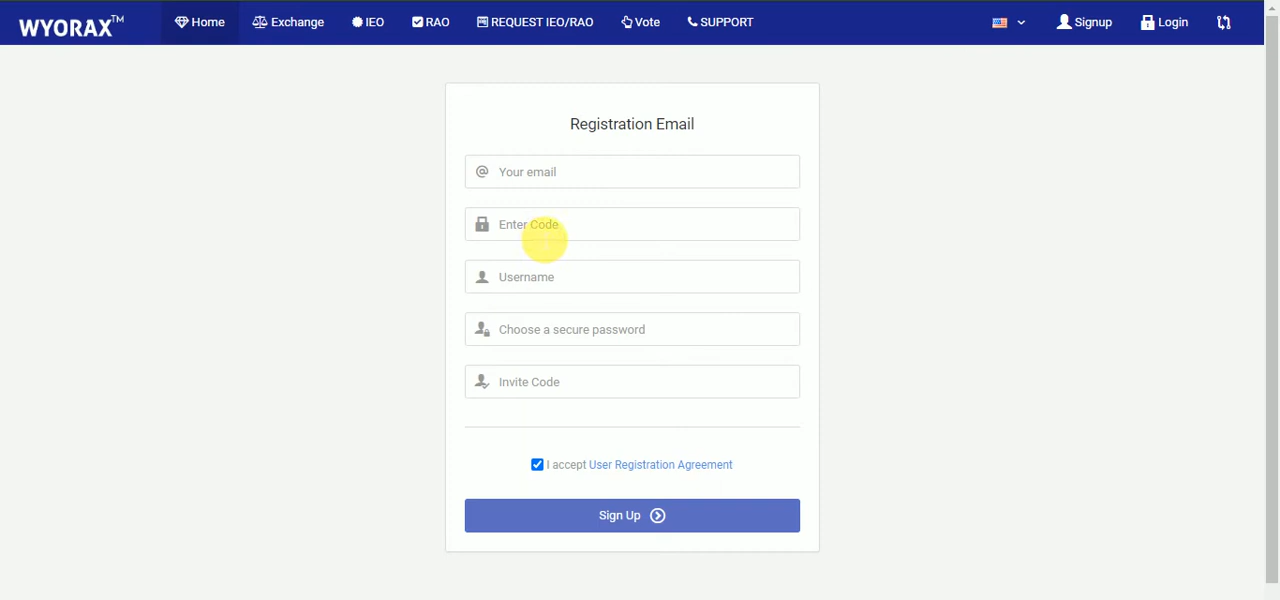 WYORAX™ Home Exchange IEO RAO REQUEST IEO/RAO Vote SUPPORT Signup Login
Registration Email
Your email
Enter Code
Username
Choose a secure password
Invite Code
I accept User Registration Agreement
Sign Up